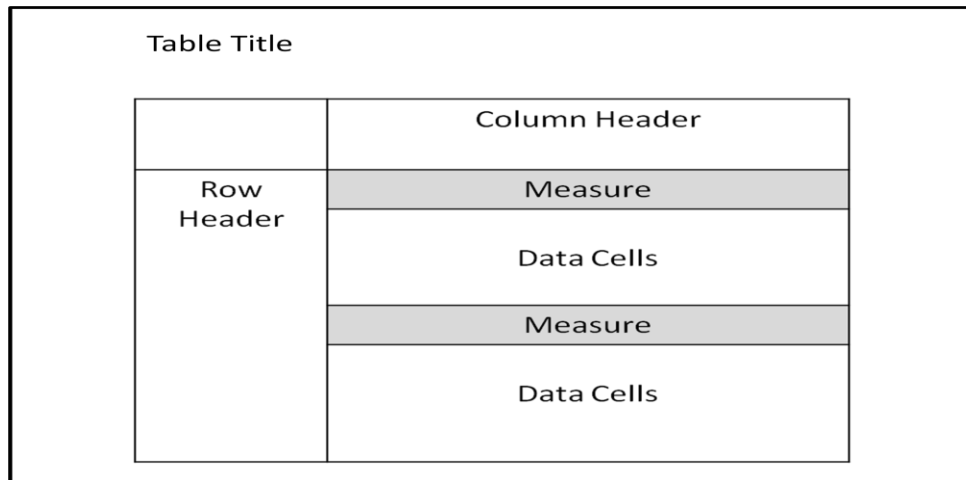 Table Title
Column Header
Row
Header
Measure
Data Cells
Measure
Data Cells